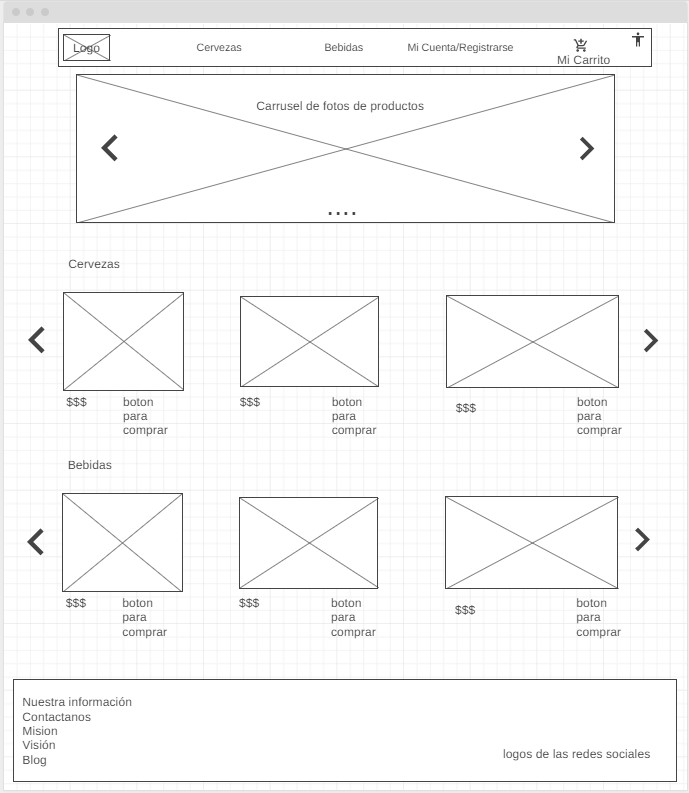 Logo
Cervezas
Bebidas
Mi Cuenta/Registrarse
Mi Carrito
Carrusel de fotos de productos
....
Cervezas
$$$
boton
para
comprar
$$$
boton
para
comprar
$$$
boton
para
comprar
Bebidas
$$$
boton
para
comprar
$$$
boton
para
comprar
$$$
boton
para
comprar
Nuestra información
Contactanos
Mision
Visión
Blog
logos de las redes sociales